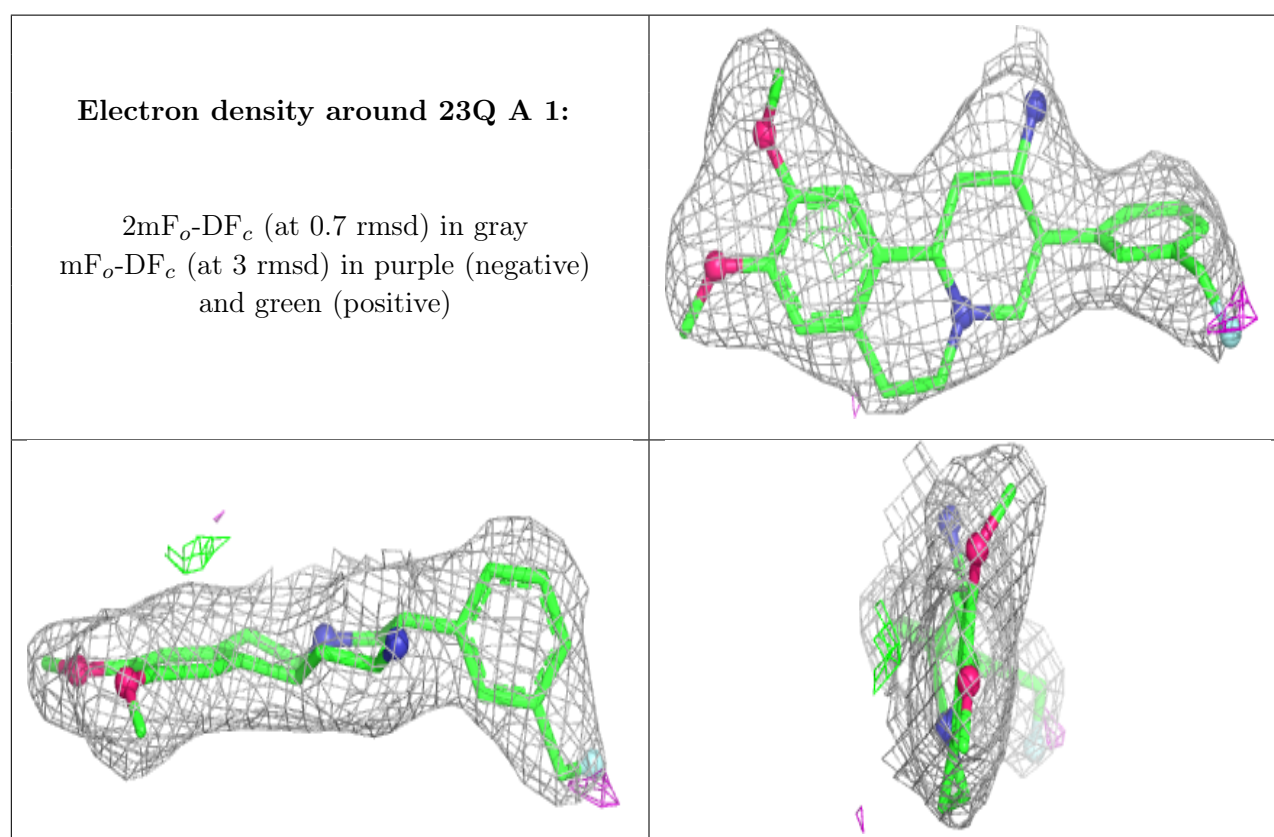 Electron density around 23Q A 1:
2mFo-DFc (at 0.7 rmsd) in gray
mFo-DFc (at 3 rmsd) in purple (negative)
and green (positive)